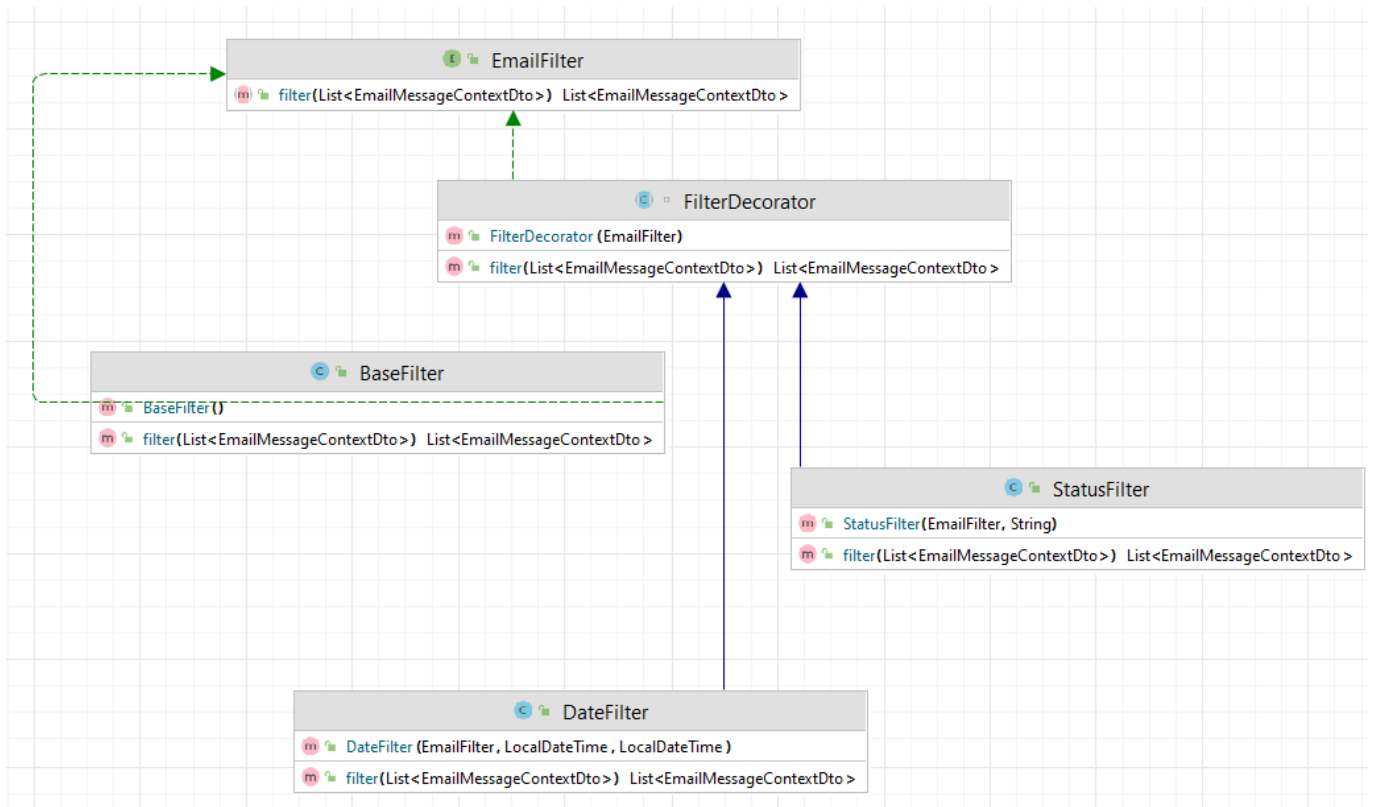 EmailFilter
filter(List<EmailMessageContextDto>) List<EmailMessageContextDto>
FilterDecorator
FilterDecorator(EmailFilter)
filter(List<EmailMessageContextDto>) List<EmailMessageContextDto>
BaseFilter
BaseFilter()
filter(List<EmailMessageContextDto>) List<EmailMessageContextDto>
StatusFilter
StatusFilter(EmailFilter, String)
filter(List<EmailMessageContextDto>) List<EmailMessageContextDto>
DateFilter
DateFilter(EmailFilter, LocalDateTime, LocalDateTime)
filter(List<EmailMessageContextDto>) List<EmailMessageContextDto>